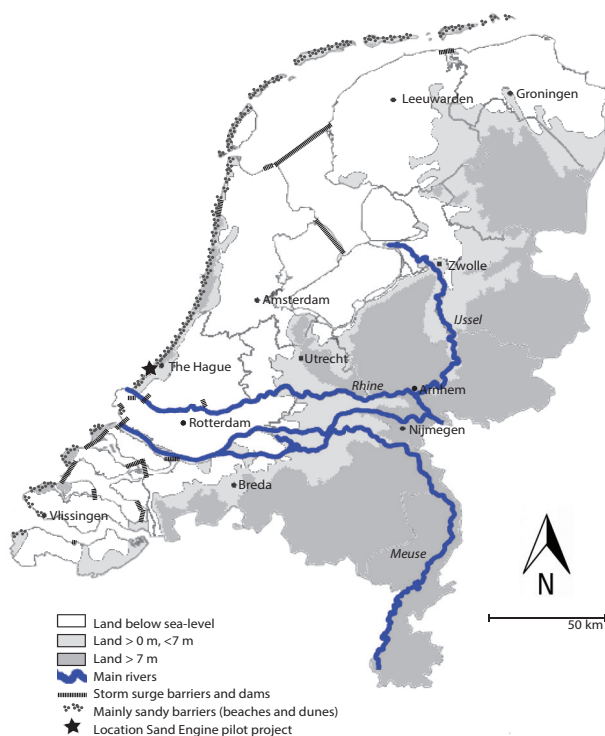 Leeuwarden
Groningen
Zwolle
Amsterdam
IJssel
Utrecht
The Hague
Rhine
Arnhem
Rotterdam
Nijmegen
Breda
Vlissingen
Meuse
N
50 km
Land below sea-level
Land > 0 m, <7 m
Land > 7 m
Main rivers
Storm surge barriers and dams
Mainly sandy barriers (beaches and dunes)
Location Sand Engine pilot project